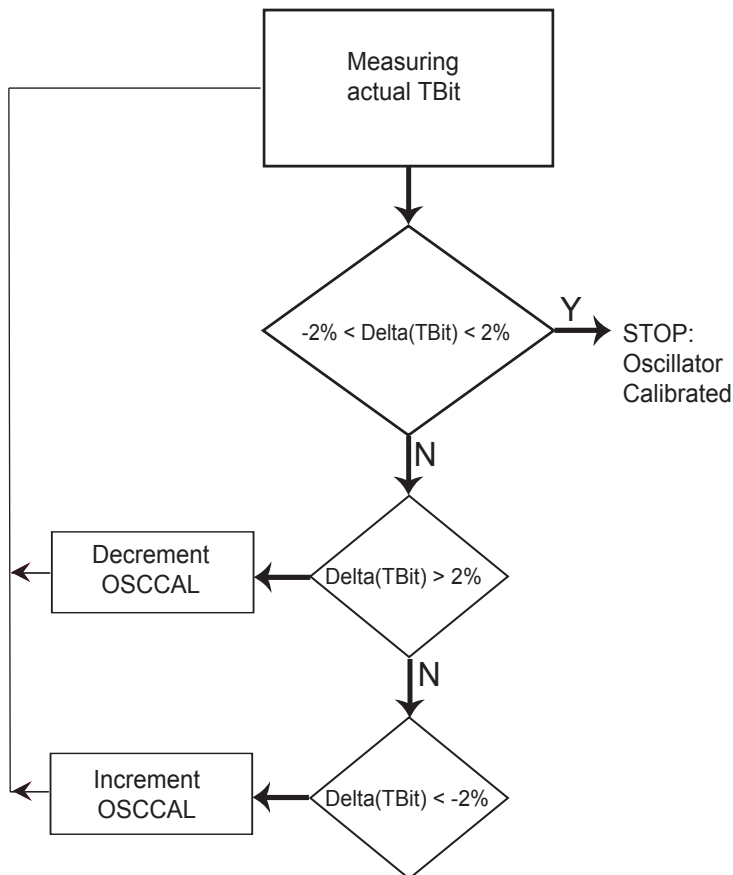 Measuring
actual TBit
-2% < Delta(TBit) < 2%
Y
STOP:
Oscillator
Calibrated
N
Decrement
OSCCAL
Delta(TBit) > 2%
N
Increment
OSCCAL
Delta(TBit) < -2%